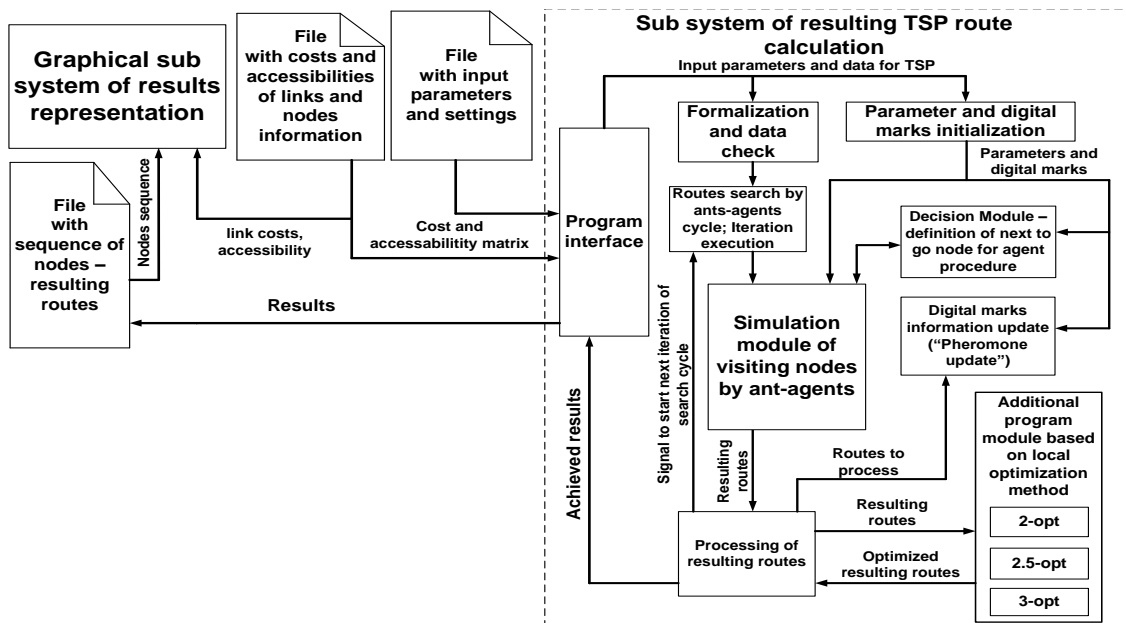 Sub system of resulting TSP route
calculation
Graphical sub
system of results
representation
File
with costs and
accessibilities
of links and
nodes
information
File
with input
parameters
and settings
Input parameters and data for TSP
Formalization
and data
check
Parameter and digital
marks initialization
Parameters and
digital marks
Nodes sequence
File
with
sequence of
nodes –
resulting
routes
link costs,
accessibility
Cost and
accessabilitity matrix
Program
interface
Routes search by
ants-agents
cycle; Iteration
execution
Decision Module –
definition of next to
go node for agent
procedure
Results
Simulation
module of
visiting nodes
by ant-agents
Digital marks
information update
(“Pheromone
update”)
Achieved results
Signal to start next iteration of
search cycle
Resulting
routes
Routes to
process
Additional
program
module based
on local
optimization
method
Resulting
routes
2-opt
Processing of
resulting routes
Optimized
resulting routes
2.5-opt
3-opt